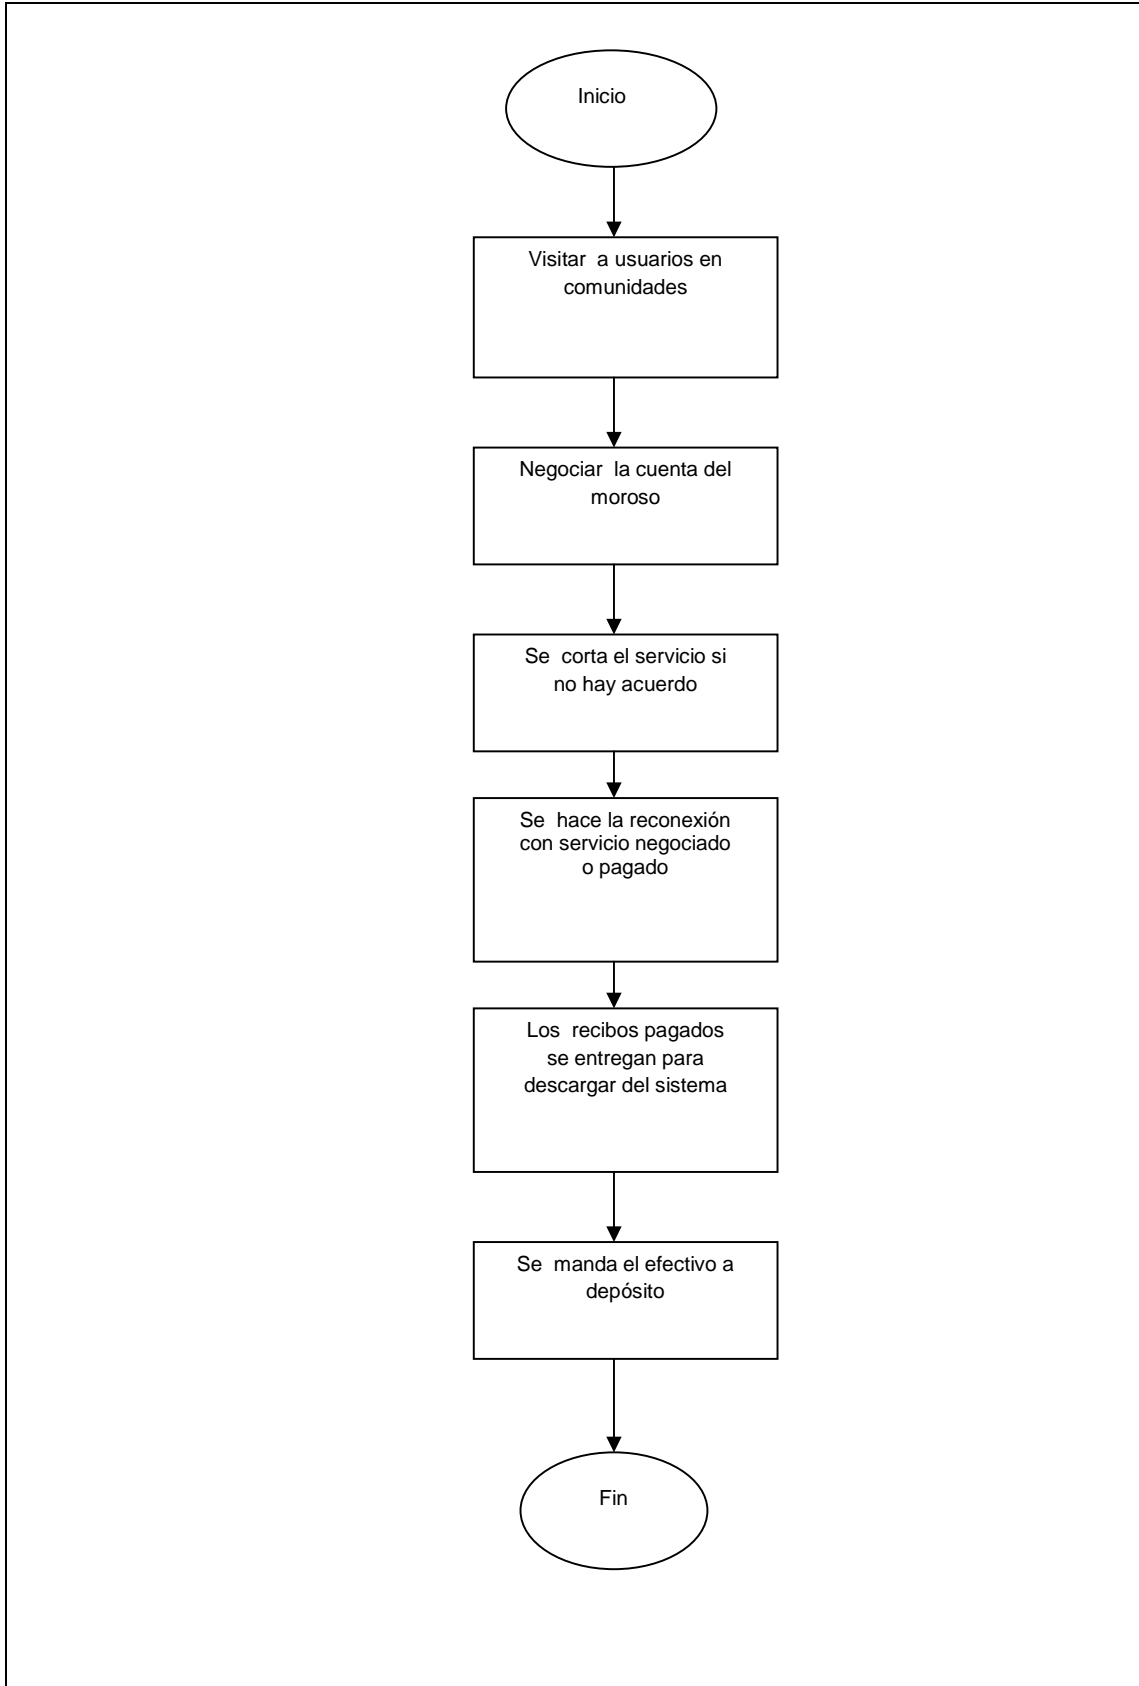 Inicio
Visitar a usuarios en
comunidades
Negociar la cuenta del
moroso
Se corta el servicio si
no hay acuerdo
Se hace la reconexión
con servicio negociado
o pagado
Los recibos pagados
se entregan para
descargar del sistema
Se manda el efectivo a
depósito
Fin